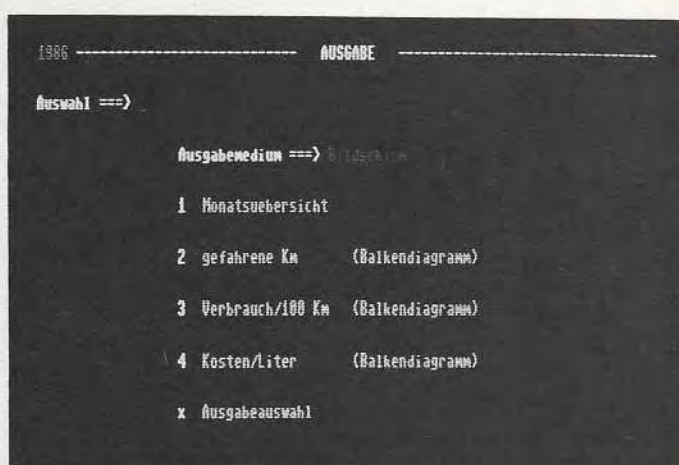 1986 ---------------------------- AUSGABE ---------------------------------
Auswahl ===>
Ausgabemedium ===> Bildschirm
1 Monatsuebersicht
2 gefahrene Km (Balkendiagramm)
3 Verbrauch/100 Km (Balkendiagramm)
4 Kosten/Liter (Balkendiagramm)
x Ausgabeauswahl